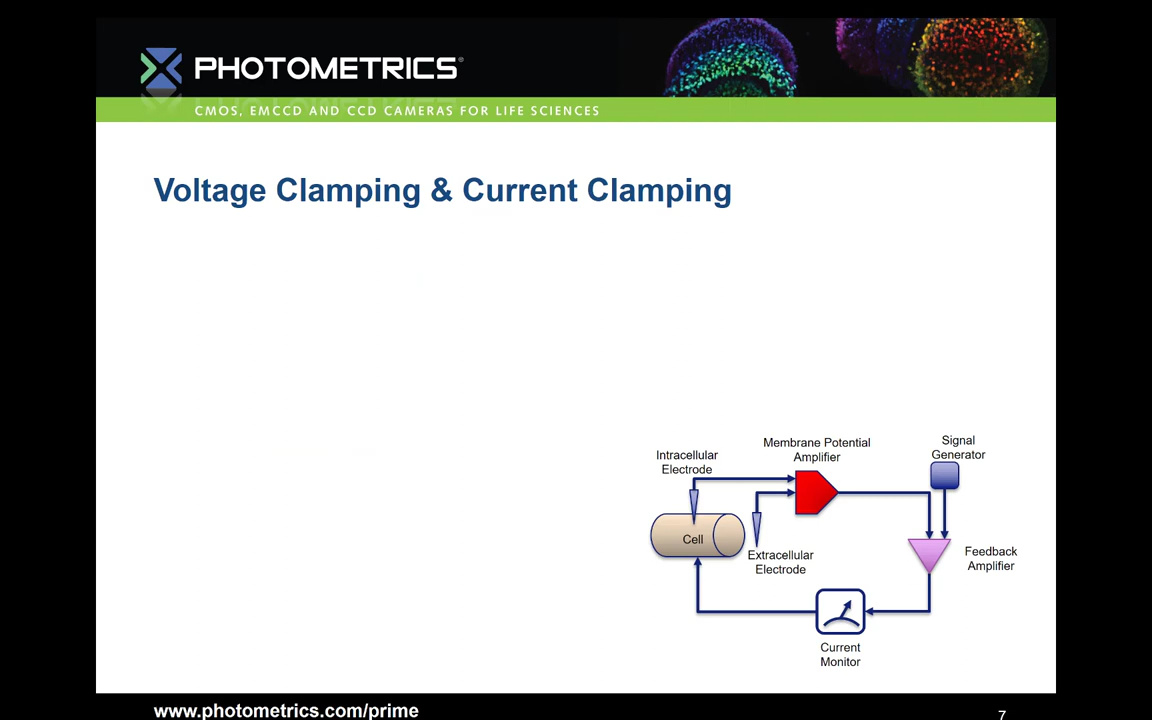 PHOTOMETRICS®
CMOS, EMCCD AND CCD CAMERAS FOR LIFE SCIENCES
Voltage Clamping & Current Clamping
Intracellular
Electrode
Membrane Potential
Amplifier
Signal
Generator
Cell
Extracellular
Electrode
Feedback
Amplifier
Current
Monitor
www.photometrics.com/prime
7